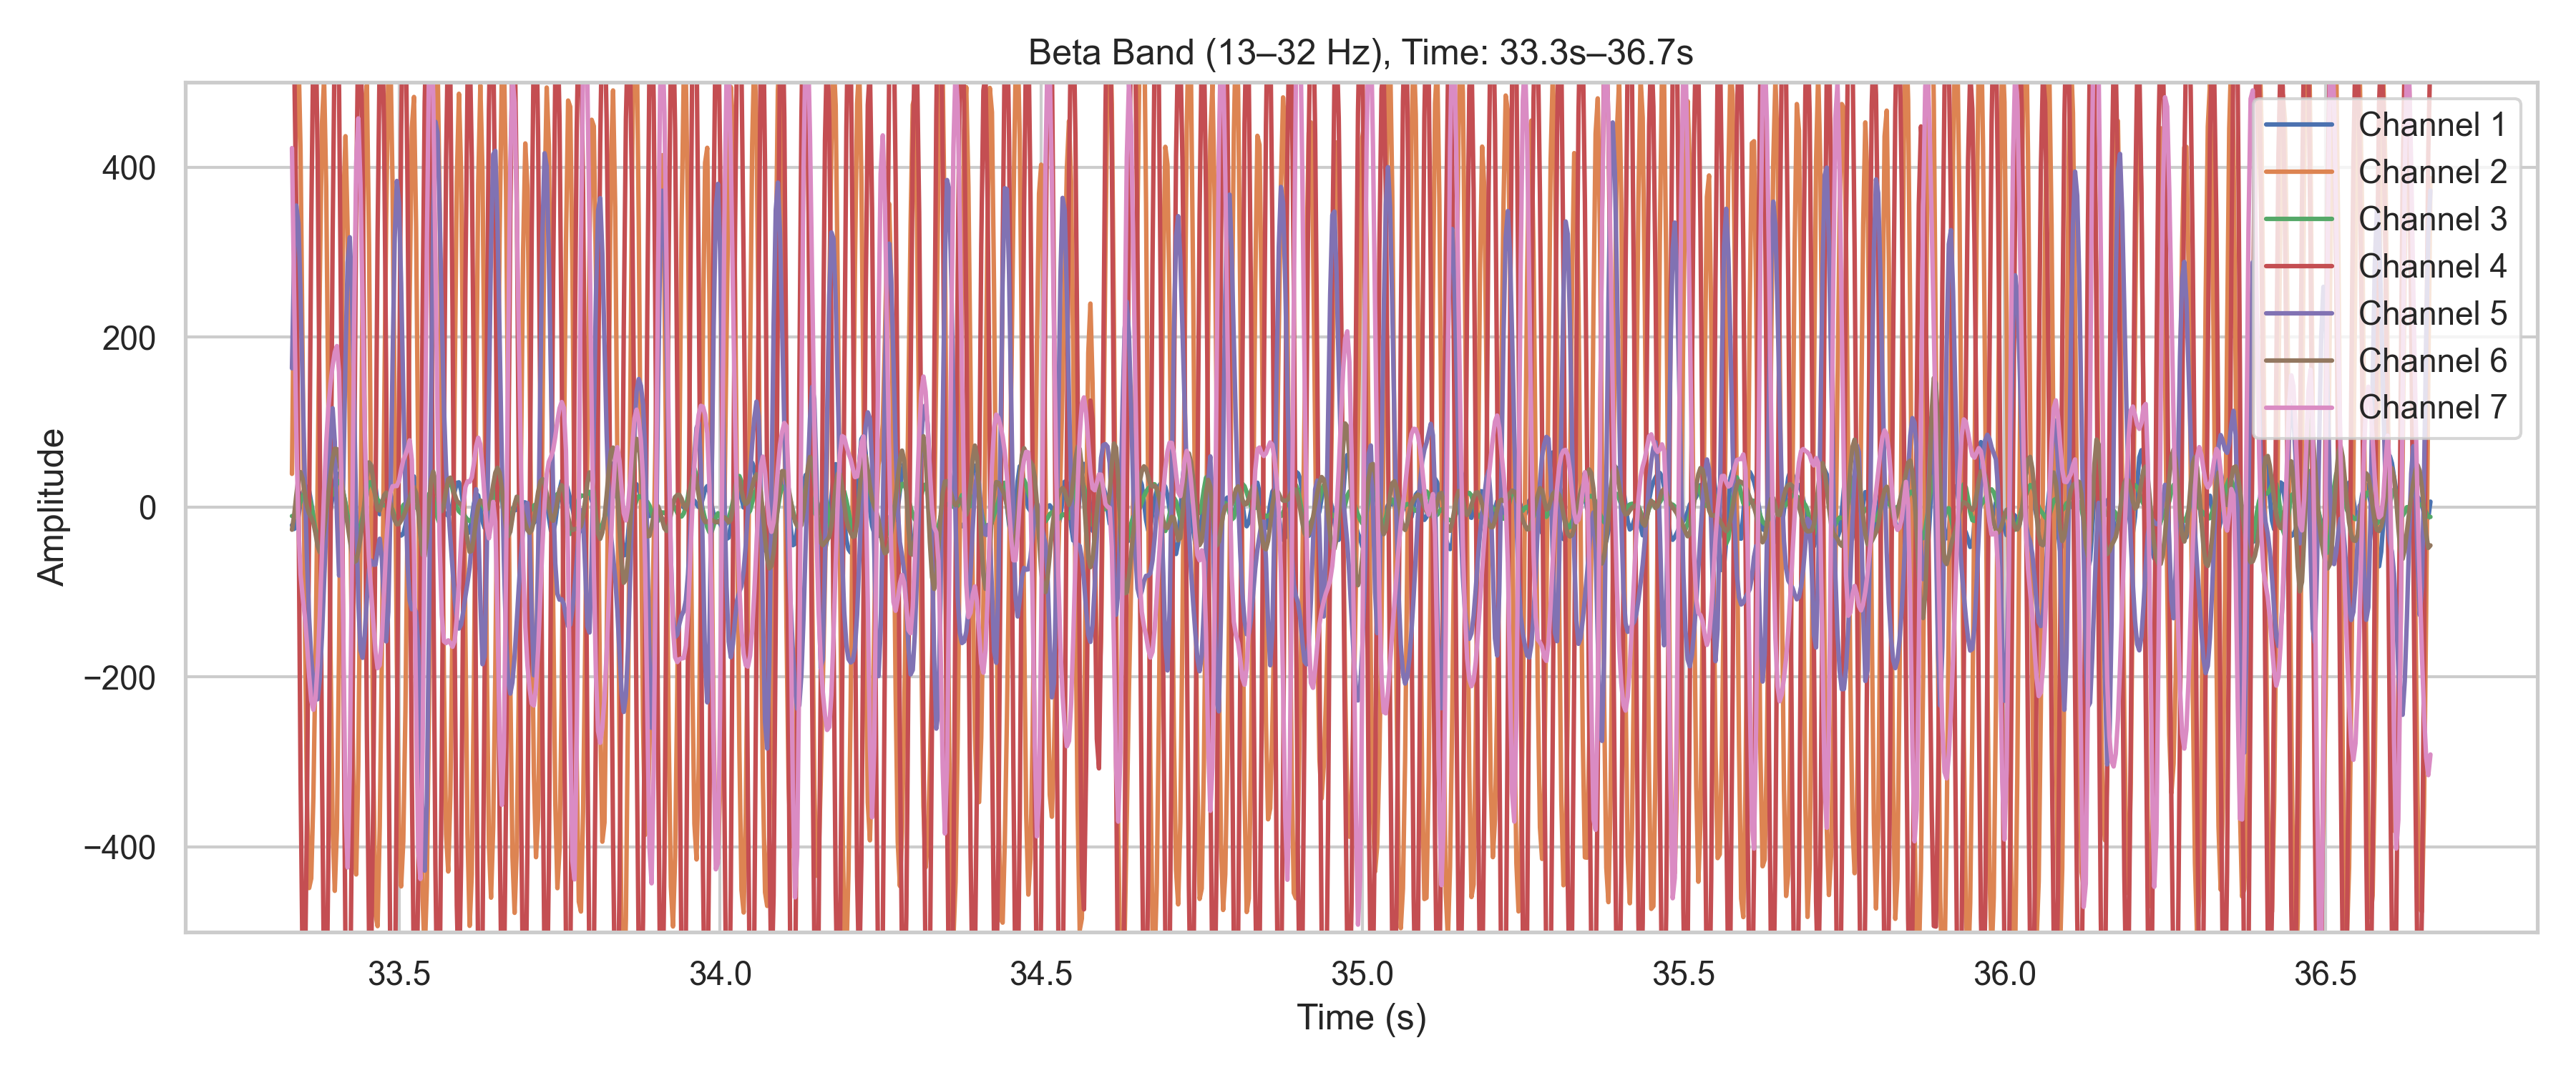 Beta Band (13–32 Hz), Time: 33.3s–36.7s
Amplitude
400
200
0
−200
−400
33.5
34.0
34.5
35.0
35.5
36.0
36.5
Time (s)
Channel 1
Channel 2
Channel 3
Channel 4
Channel 5
Channel 6
Channel 7